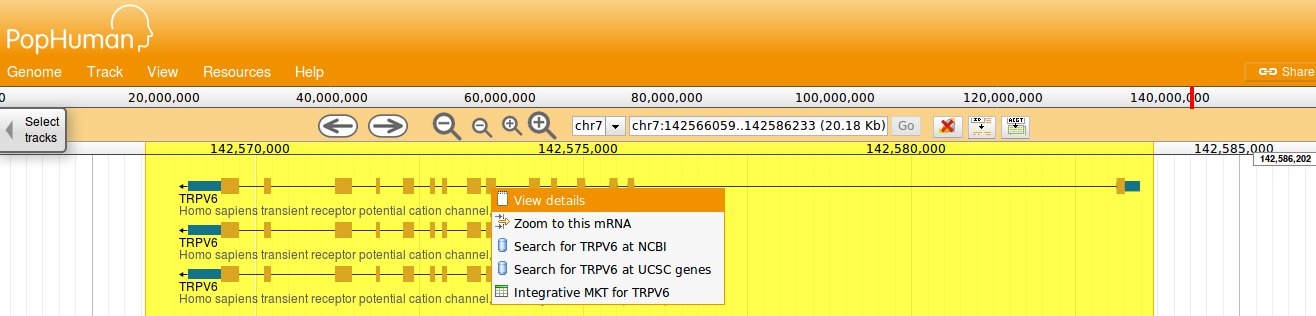 PopHuman
Genome Track View Resources Help Share
0 20,000,000 40,000,000 60,000,000 80,000,000 100,000,000 120,000,000 140,000,000
Select
tracks
chr7 chr7:142566059..142586233 (20.18 Kb) Go
142,570,000 142,575,000 142,580,000 142,585,000
142,586,202
TRPV6
Homo sapiens transient receptor potential cation channel,
TRPV6
Homo sapiens transient receptor potential cation channel,
TRPV6
Homo sapiens transient receptor potential cation channel,
View details
Zoom to this mRNA
Search for TRPV6 at NCBI
Search for TRPV6 at UCSC genes
Integrative MKT for TRPV6